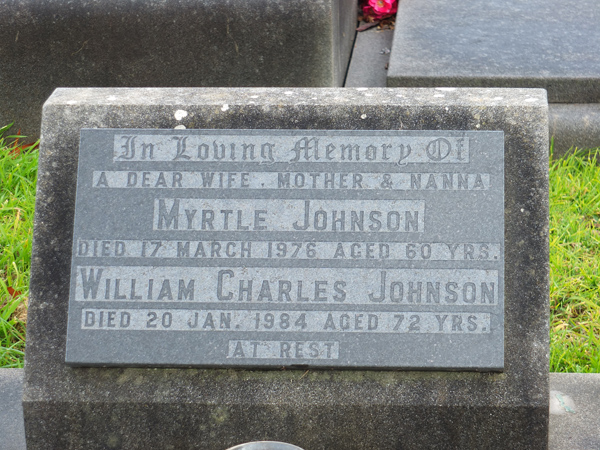 In Loving Memory Of
A DEAR WIFE. MOTHER & NANNA
MYRTLE JOHNSON
DIED 17 MARCH 1976 AGED 60 YRS.
WILLIAM CHARLES JOHNSON
DIED 20 JAN. 1984 AGED 72 YRS.
AT REST